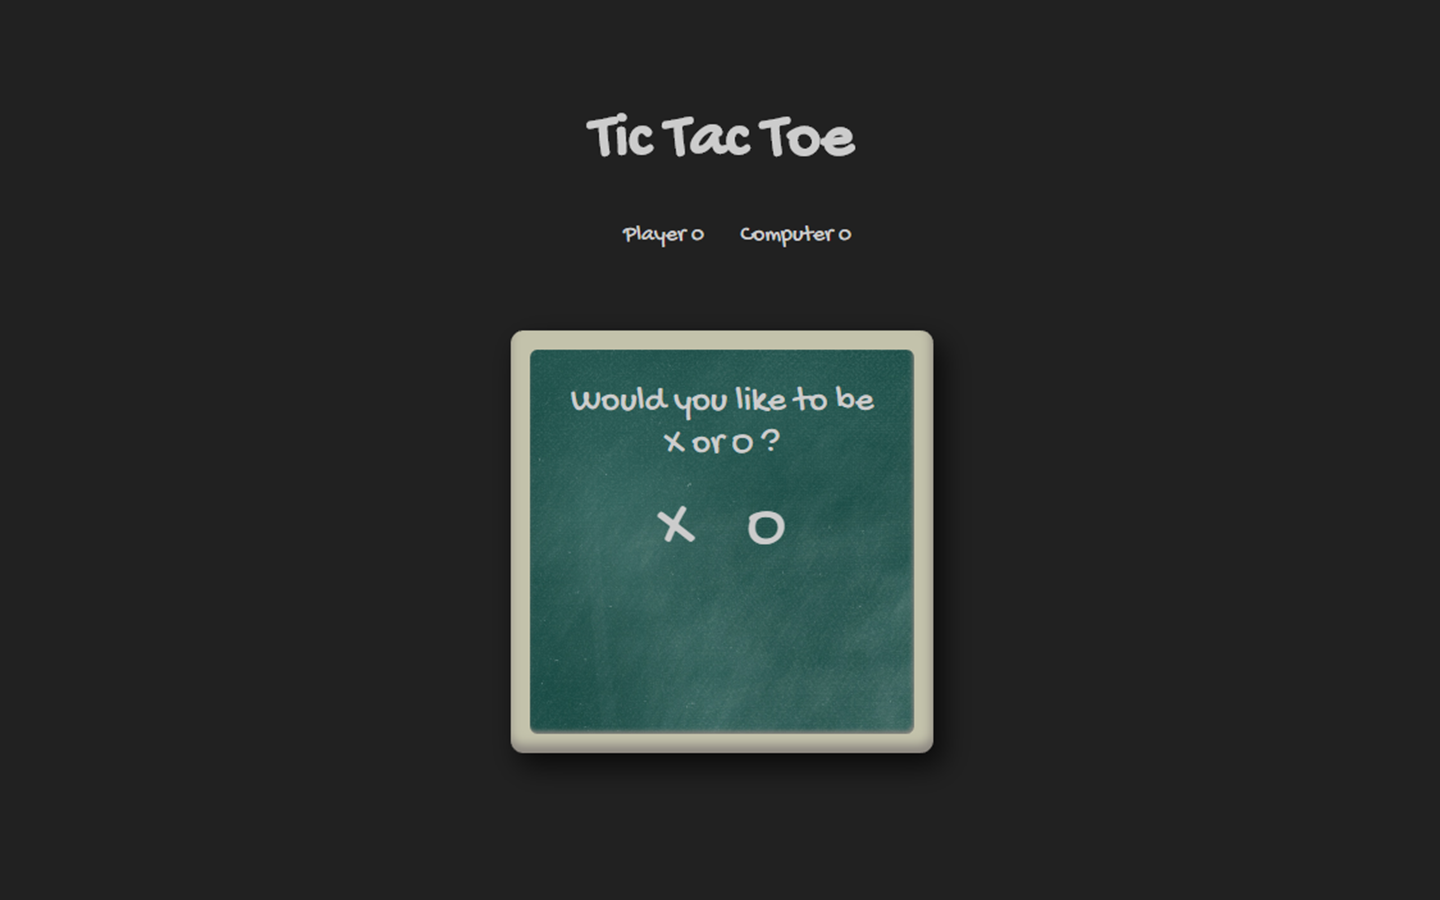 Tic Tac Toe
Player 0 Computer 0
Would you like to be
X or O ?
X O